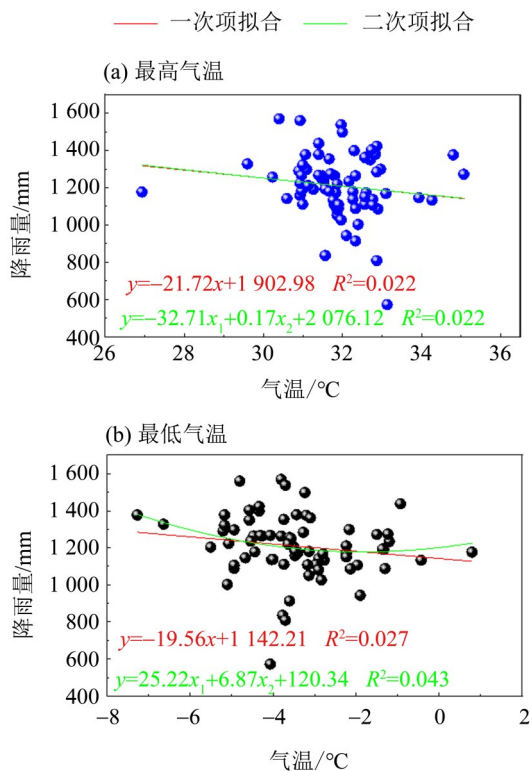 一次项拟合 二次项拟合
(a) 最高气温
1 600
1 400
1 200
1 000
800
600
400
降雨量/mm
y=−21.72x+1 902.98 R²=0.022
y=−32.71x₁+0.17x₂+2 076.12 R²=0.022
26 28 30 32 34 36
气温/℃
(b) 最低气温
1 600
1 400
1 200
1 000
800
600
400
降雨量/mm
y=−19.56x+1 142.21 R²=0.027
y=25.22x₁+6.87x₂+120.34 R²=0.043
−8 −6 −4 −2 0 2
气温/℃